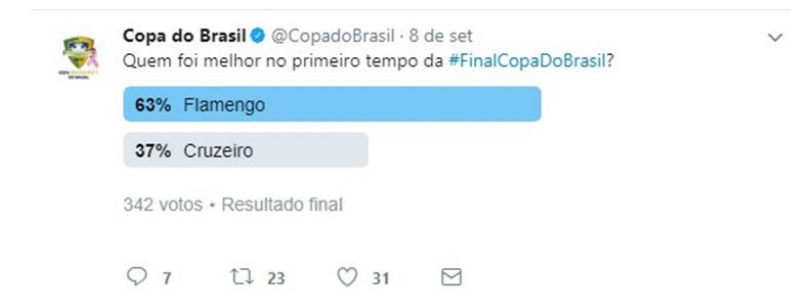 Copa do Brasil @CopadoBrasil · 8 de set
Quem foi melhor no primeiro tempo da #FinalCopaDoBrasil?
63% Flamengo
37% Cruzeiro
342 votos • Resultado final
7 23 31